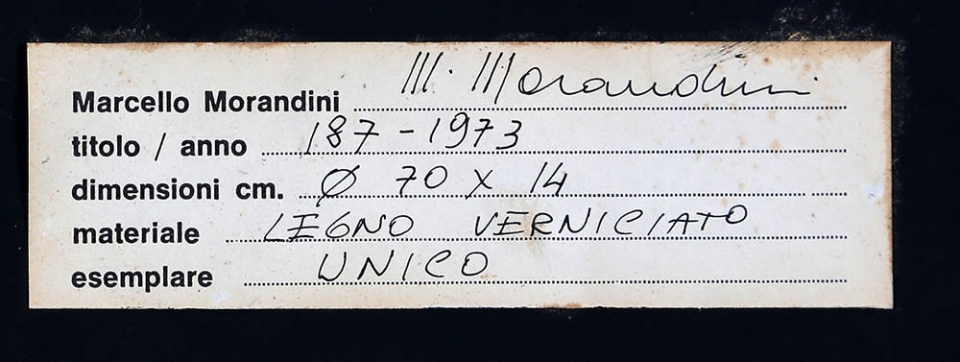 Marcello Morandini M. Morandini
titolo / anno 187 - 1973
dimensioni cm. Ø 70 x 14
materiale LEGNO VERNICIATO
esemplare UNICO